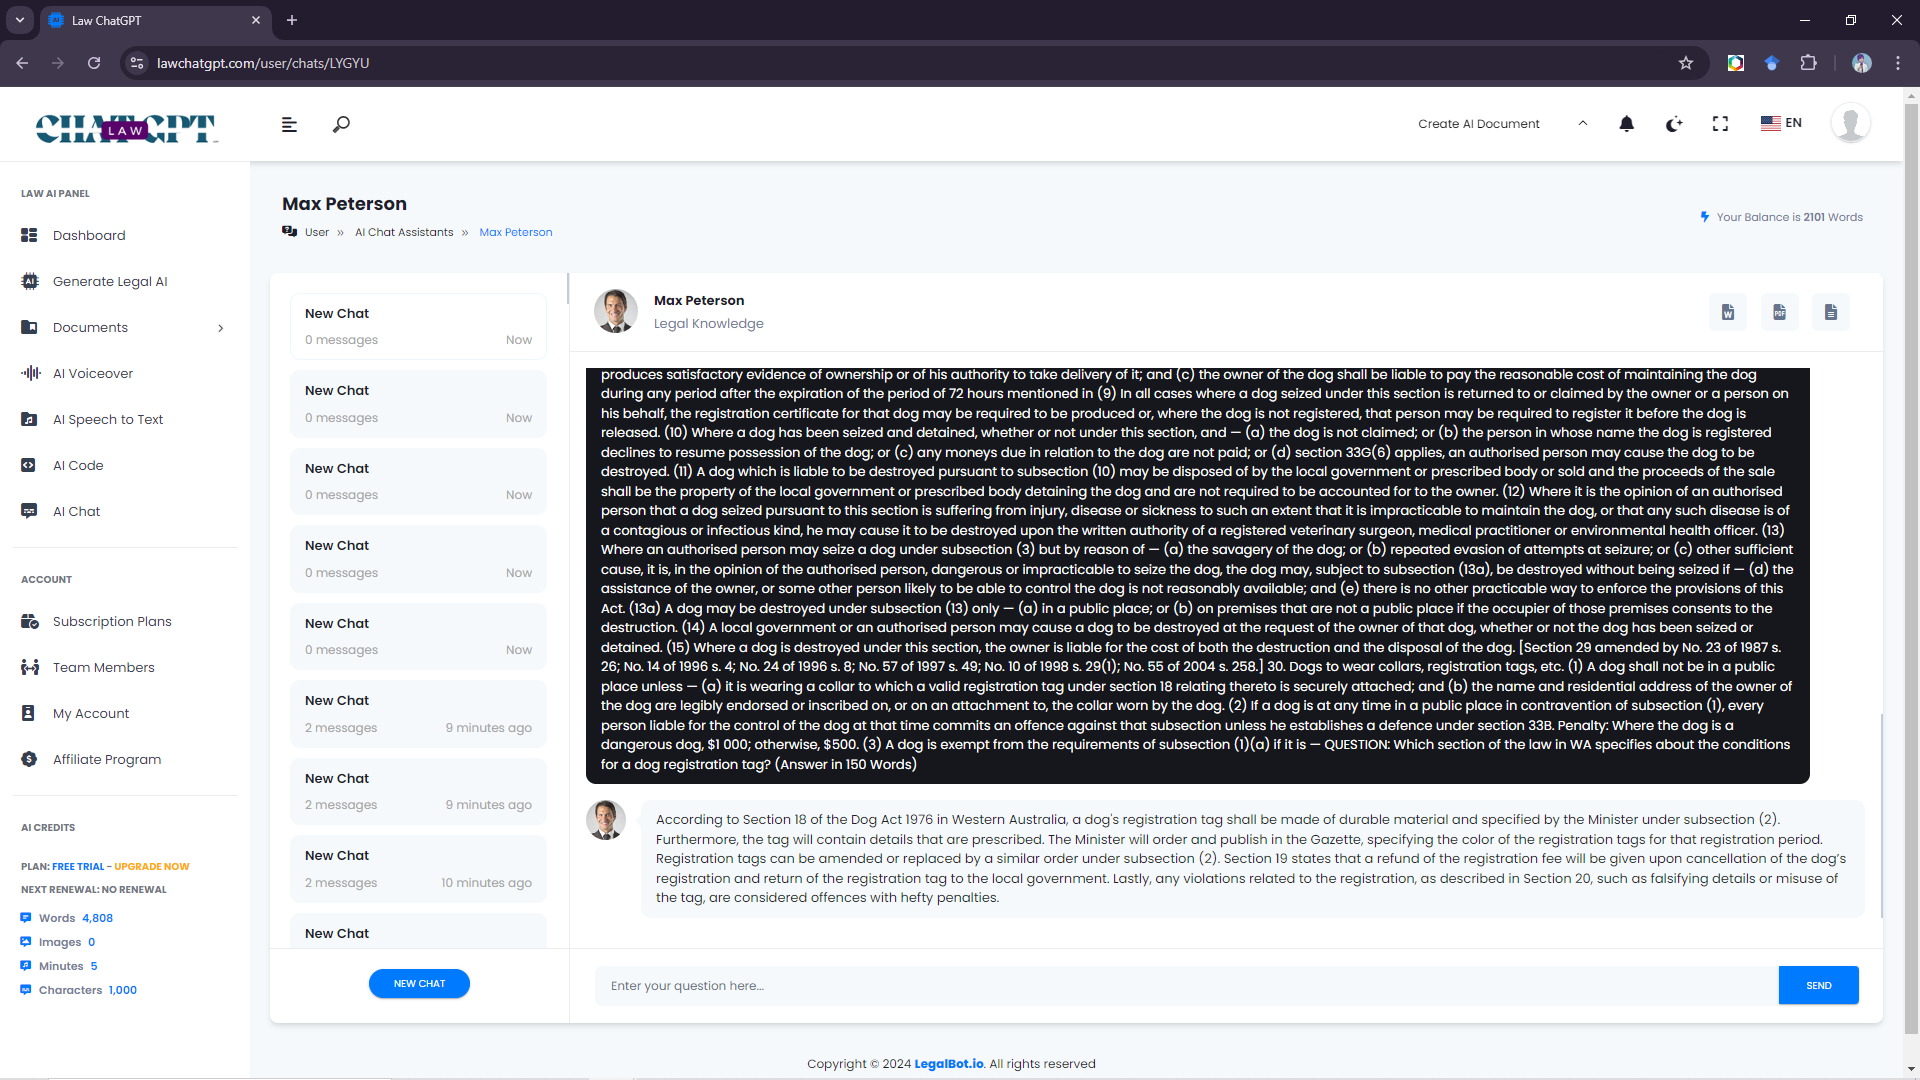 Law ChatGPT
lawchatgpt.com/user/chats/LYGYU
CHATGPT
LAW
Create AI Document
EN
LAW AI PANEL
Dashboard
Generate Legal AI
Documents
AI Voiceover
AI Speech to Text
AI Code
AI Chat
ACCOUNT
Subscription Plans
Team Members
My Account
Affiliate Program
AI CREDITS
PLAN: FREE TRIAL - UPGRADE NOW
NEXT RENEWAL: NO RENEWAL
Words 4,808
Images 0
Minutes 5
Characters 1,000
Max Peterson
User » AI Chat Assistants » Max Peterson
Your Balance is 2101 Words
New Chat
0 messages Now
New Chat
0 messages Now
New Chat
0 messages Now
New Chat
0 messages Now
New Chat
0 messages Now
New Chat
2 messages 9 minutes ago
New Chat
2 messages 9 minutes ago
New Chat
2 messages 10 minutes ago
New Chat
NEW CHAT
Max Peterson
Legal Knowledge
W
PDF
produces satisfactory evidence of ownership or of his authority to take delivery of it; and (c) the owner of the dog shall be liable to pay the reasonable cost of maintaining the dog
during any period after the expiration of the period of 72 hours mentioned in (9) In all cases where a dog seized under this section is returned to or claimed by the owner or a person on
his behalf, the registration certificate for that dog may be required to be produced or, where the dog is not registered, that person may be required to register it before the dog is
released. (10) Where a dog has been seized and detained, whether or not under this section, and — (a) the dog is not claimed; or (b) the person in whose name the dog is registered
declines to resume possession of the dog; or (c) any moneys due in relation to the dog are not paid; or (d) section 33G(6) applies, an authorised person may cause the dog to be
destroyed. (11) A dog which is liable to be destroyed pursuant to subsection (10) may be disposed of by the local government or prescribed body or sold and the proceeds of the sale
shall be the property of the local government or prescribed body detaining the dog and are not required to be accounted for to the owner. (12) Where it is the opinion of an authorised
person that a dog seized pursuant to this section is suffering from injury, disease or sickness to such an extent that it is impracticable to maintain the dog, or that any such disease is of
a contagious or infectious kind, he may cause it to be destroyed upon the written authority of a registered veterinary surgeon, medical practitioner or environmental health officer. (13)
Where an authorised person may seize a dog under subsection (3) but by reason of — (a) the savagery of the dog; or (b) repeated evasion of attempts at seizure; or (c) other sufficient
cause, it is, in the opinion of the authorised person, dangerous or impracticable to seize the dog, the dog may, subject to subsection (13a), be destroyed without being seized if — (d) the
assistance of the owner, or some other person likely to be able to control the dog is not reasonably available; and (e) there is no other practicable way to enforce the provisions of this
Act. (13a) A dog may be destroyed under subsection (13) only — (a) in a public place; or (b) on premises that are not a public place if the occupier of those premises consents to the
destruction. (14) A local government or an authorised person may cause a dog to be destroyed at the request of the owner of that dog, whether or not the dog has been seized or
detained. (15) Where a dog is destroyed under this section, the owner is liable for the cost of both the destruction and the disposal of the dog. [Section 29 amended by No. 23 of 1987 s.
26; No. 14 of 1996 s. 4; No. 24 of 1996 s. 8; No. 57 of 1997 s. 49; No. 10 of 1998 s. 29(1); No. 55 of 2004 s. 258.] 30. Dogs to wear collars, registration tags, etc. (1) A dog shall not be in a public
place unless — (a) it is wearing a collar to which a valid registration tag under section 18 relating thereto is securely attached; and (b) the name and residential address of the owner of
the dog are legibly endorsed or inscribed on, or on an attachment to, the collar worn by the dog. (2) If a dog is at any time in a public place in contravention of subsection (1), every
person liable for the control of the dog at that time commits an offence against that subsection unless he establishes a defence under section 33B. Penalty: Where the dog is a
dangerous dog, $1 000; otherwise, $500. (3) A dog is exempt from the requirements of subsection (1)(a) if it is — QUESTION: Which section of the law in WA specifies about the conditions
for a dog registration tag? (Answer in 150 Words)
According to Section 18 of the Dog Act 1976 in Western Australia, a dog's registration tag shall be made of durable material and specified by the Minister under subsection (2).
Furthermore, the tag will contain details that are prescribed. The Minister will order and publish in the Gazette, specifying the color of the registration tags for that registration period.
Registration tags can be amended or replaced by a similar order under subsection (2). Section 19 states that a refund of the registration fee will be given upon cancellation of the dog's
registration and return of the registration tag to the local government. Lastly, any violations related to the registration, as described in Section 20, such as falsifying details or misuse of
the tag, are considered offences with hefty penalties.
Enter your question here...
SEND
Copyright © 2024 LegalBot.io. All rights reserved